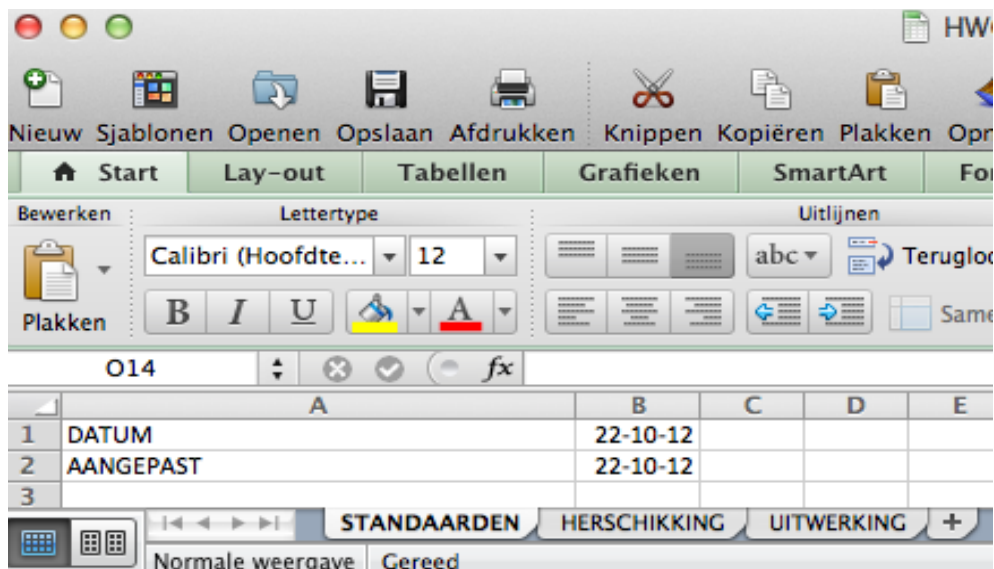 HW
Nieuw Sjablonen Openen Opslaan Afdrukken Knippen Kopiëren Plakken
Start Lay-out Tabellen Grafieken SmartArt
Bewerken Lettertype Uitlijnen
Calibri (Hoofdte... 12 abc
Plakken B I U A
O14 fx
A B C D E
1 DATUM 22-10-12
2 AANGEPAST 22-10-12
3
STANDAARDEN HERSCHIKKING UITWERKING +
Normale weergave Gereed